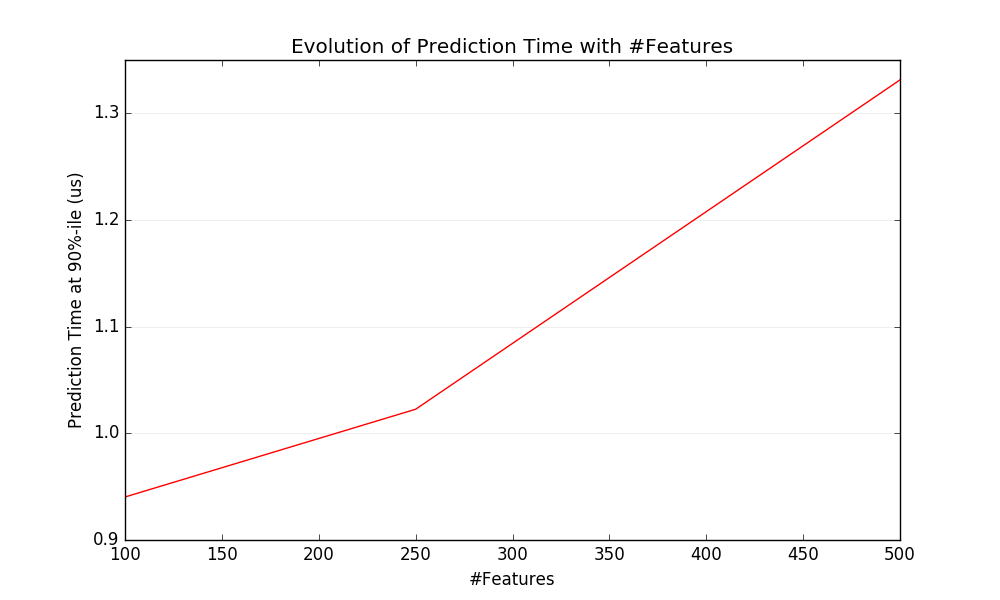 Evolution of Prediction Time with #Features
Prediction Time at 90%-ile (us)
1.3
1.2
1.1
1.0
0.9
100 150 200 250 300 350 400 450 500
#Features